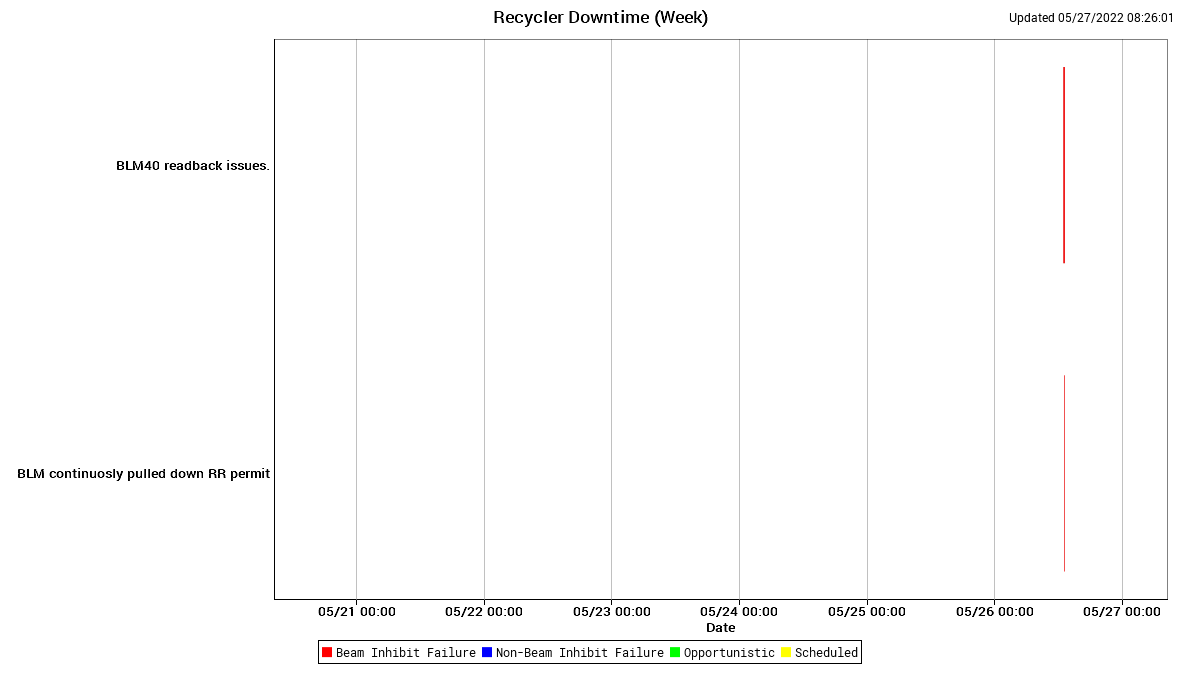 Recycler Downtime (Week)
Updated 05/27/2022 08:26:01
BLM40 readback issues.
BLM continuosly pulled down RR permit
05/21 00:00 05/22 00:00 05/23 00:00 05/24 00:00 05/25 00:00 05/26 00:00 05/27 00:00
Date
Beam Inhibit Failure Non-Beam Inhibit Failure Opportunistic Scheduled